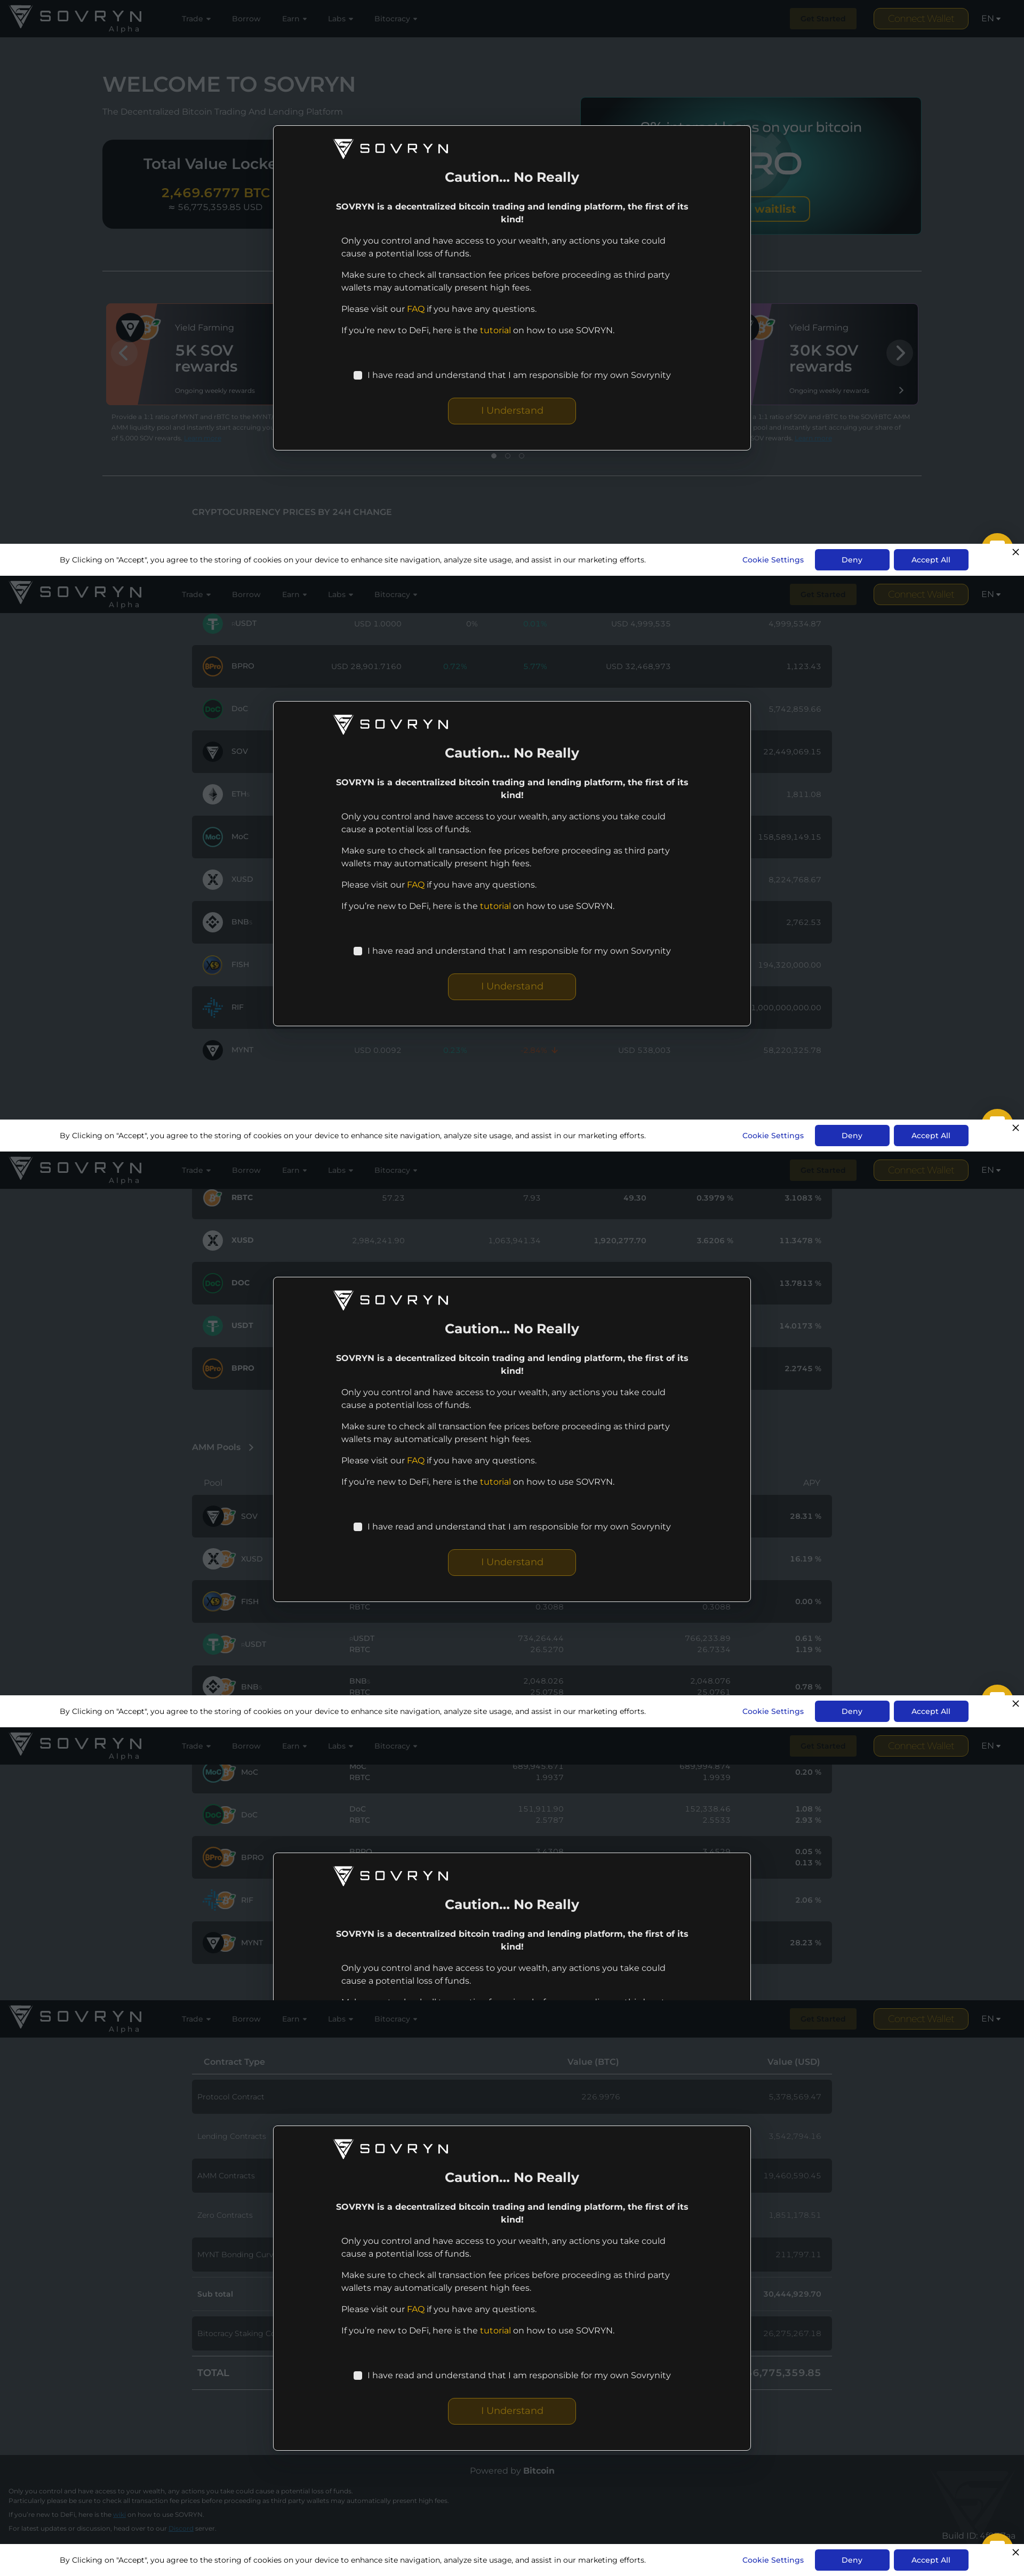 SOVRYN
Alpha
Trade
Borrow
Earn
Labs
Bitocracy
Get Started
Connect Wallet
EN
WELCOME TO SOVRYN
The Decentralized Bitcoin Trading And Lending Platform
Total Value Locke
2,469.6777 BTC
≈ 56,775,359.85 USD
on your bitcoin
waitlist
SOVRYN
Caution... No Really
SOVRYN is a decentralized bitcoin trading and lending platform, the first of its
kind!
Only you control and have access to your wealth, any actions you take could
cause a potential loss of funds.
Make sure to check all transaction fee prices before proceeding as third party
wallets may automatically present high fees.
Please visit our FAQ if you have any questions.
If you're new to DeFi, here is the tutorial on how to use SOVRYN.
I have read and understand that I am responsible for my own Sovrynity
I Understand
Yield Farming
5K SOV
rewards
Ongoing weekly rewards
Yield Farming
30K SOV
rewards
Ongoing weekly rewards
CRYPTOCURRENCY PRICES BY 24H CHANGE
By Clicking on "Accept", you agree to the storing of cookies on your device to enhance site navigation, analyze site usage, and assist in our marketing efforts.
Cookie Settings
Deny
Accept All
SOVRYN
Alpha
Trade
Borrow
Earn
Labs
Bitocracy
Get Started
Connect Wallet
EN
USDT USD 1.0000 0% USD 4,999,535 4,999,534.87
BPRO USD 28,901.7160 0.72% 5.77% USD 32,468,973 1,123.43
DoC 5,742,859.66
SOV 22,449,069.15
ETH 1,811.08
MoC 158,589,149.15
XUSD 8,224,768.67
BNB 2,762.53
FISH 194,320,000.00
RIF 1,000,000,000.00
MYNT USD 0.0092 USD 538,003 58,220,325.78
SOVRYN
Caution... No Really
SOVRYN is a decentralized bitcoin trading and lending platform, the first of its
kind!
Only you control and have access to your wealth, any actions you take could
cause a potential loss of funds.
Make sure to check all transaction fee prices before proceeding as third party
wallets may automatically present high fees.
Please visit our FAQ if you have any questions.
If you're new to DeFi, here is the tutorial on how to use SOVRYN.
I have read and understand that I am responsible for my own Sovrynity
I Understand
By Clicking on "Accept", you agree to the storing of cookies on your device to enhance site navigation, analyze site usage, and assist in our marketing efforts.
Cookie Settings
Deny
Accept All
SOVRYN
Alpha
Trade
Borrow
Earn
Labs
Bitocracy
Get Started
Connect Wallet
EN
RBTC 57.23 7.93 49.30 0.3979 % 3.1083 %
XUSD 2,984,241.90 1,063,941.34 1,920,277.70 3.6206 % 11.3478 %
DOC 13.7813 %
USDT 14.0173 %
BPRO 2.2745 %
AMM Pools
Pool APY
SOV 28.31 %
XUSD 16.19 %
FISH 0.00 %
RBTC 0.3088 0.3088
USDT USDT 734,264.44 766,233.89 0.61 %
RBTC 26.5270 26.7334 1.19 %
BNB BNB 2,048.026 2,048.076 0.78 %
RBTC 25.0758 25.0761
SOVRYN
Caution... No Really
SOVRYN is a decentralized bitcoin trading and lending platform, the first of its
kind!
Only you control and have access to your wealth, any actions you take could
cause a potential loss of funds.
Make sure to check all transaction fee prices before proceeding as third party
wallets may automatically present high fees.
Please visit our FAQ if you have any questions.
If you're new to DeFi, here is the tutorial on how to use SOVRYN.
I have read and understand that I am responsible for my own Sovrynity
I Understand
By Clicking on "Accept", you agree to the storing of cookies on your device to enhance site navigation, analyze site usage, and assist in our marketing efforts.
Cookie Settings
Deny
Accept All
SOVRYN
Alpha
Trade
Borrow
Earn
Labs
Bitocracy
Get Started
Connect Wallet
EN
MoC MoC 689,945.671 689,994.874 0.20 %
RBTC 1.9937 1.9939
DoC DoC 151,911.90 152,338.46 1.08 %
RBTC 2.5787 2.5533 2.93 %
BPRO 0.05 %
0.13 %
RIF 2.06 %
MYNT 28.23 %
SOVRYN
Caution... No Really
SOVRYN is a decentralized bitcoin trading and lending platform, the first of its
kind!
Only you control and have access to your wealth, any actions you take could
cause a potential loss of funds.
SOVRYN
Alpha
Trade
Borrow
Earn
Labs
Bitocracy
Get Started
Connect Wallet
EN
Contract Type Value (BTC) Value (USD)
Protocol Contract 226.9976 5,378,569.47
Lending Contracts 3,542,794.16
AMM Contracts 19,460,590.45
Zero Contracts 1,851,178.51
MYNT Bonding Curv 211,797.11
Sub total 30,444,929.70
Bitocracy Staking Co 26,275,267.18
TOTAL 6,775,359.85
SOVRYN
Caution... No Really
SOVRYN is a decentralized bitcoin trading and lending platform, the first of its
kind!
Only you control and have access to your wealth, any actions you take could
cause a potential loss of funds.
Make sure to check all transaction fee prices before proceeding as third party
wallets may automatically present high fees.
Please visit our FAQ if you have any questions.
If you're new to DeFi, here is the tutorial on how to use SOVRYN.
I have read and understand that I am responsible for my own Sovrynity
I Understand
Powered by Bitcoin
Only you control and have access to your wealth, any actions you take could cause a potential loss of funds.
Particularly please be sure to check all transaction fee prices before proceeding as third party wallets may automatically present high fees
If you're new to DeFi, here is the on how to use SOVRYN.
For latest updates or discussion, head over to our Discord server.
Build ID:
By Clicking on "Accept", you agree to the storing of cookies on your device to enhance site navigation, analyze site usage, and assist in our marketing efforts.
Cookie Settings
Deny
Accept All